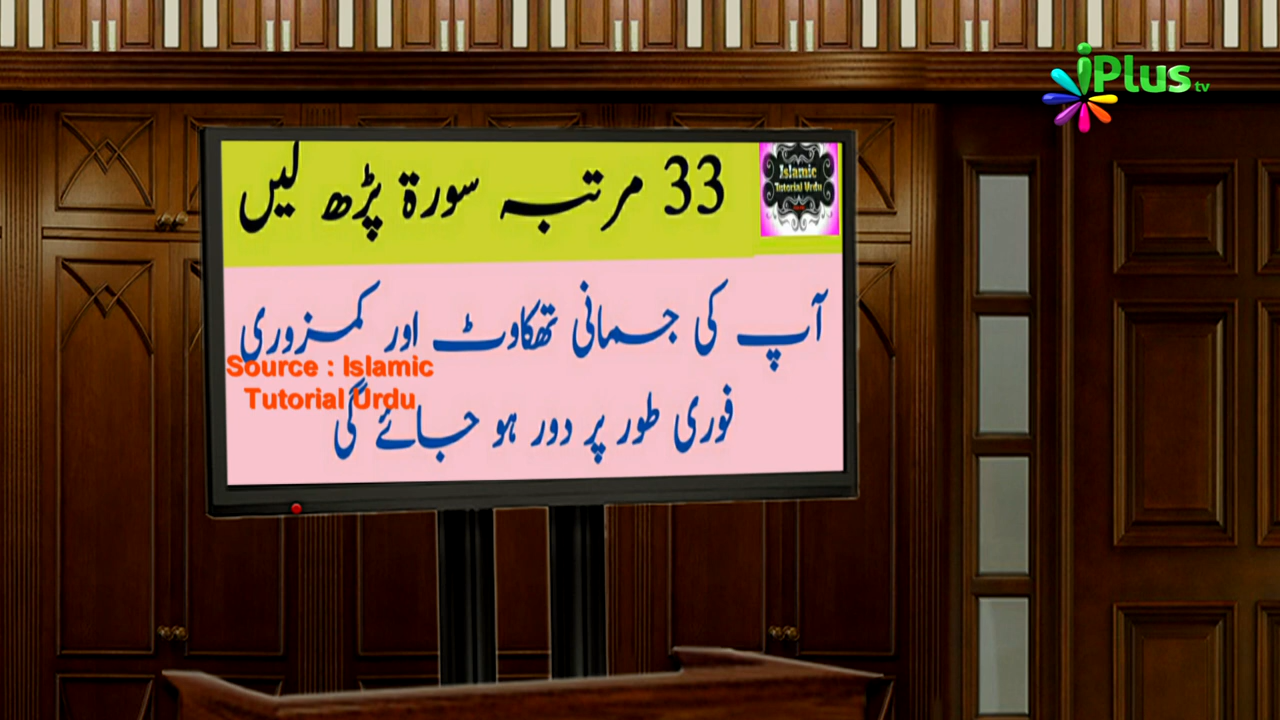 iPlus tv
33 مرتبہ سورۃ پڑھ لیں
Islamic
Tutorial Urdu
آپ کی جسمانی تھکاوٹ اور کمزوری
فوری طور پر دور ہو جائے گی
Source : Islamic
Tutorial Urdu